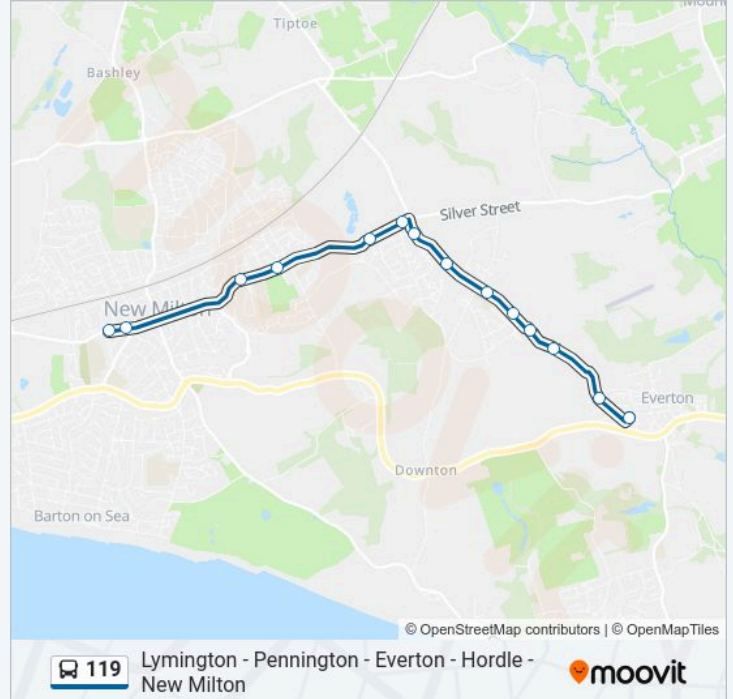 Tiptoe
Bashley
Silver Street
New Milton
Everton
Downton
Barton on Sea
© OpenStreetMap contributors | © OpenMapTiles
119
Lymington - Pennington - Everton - Hordle -
New Milton
moovit